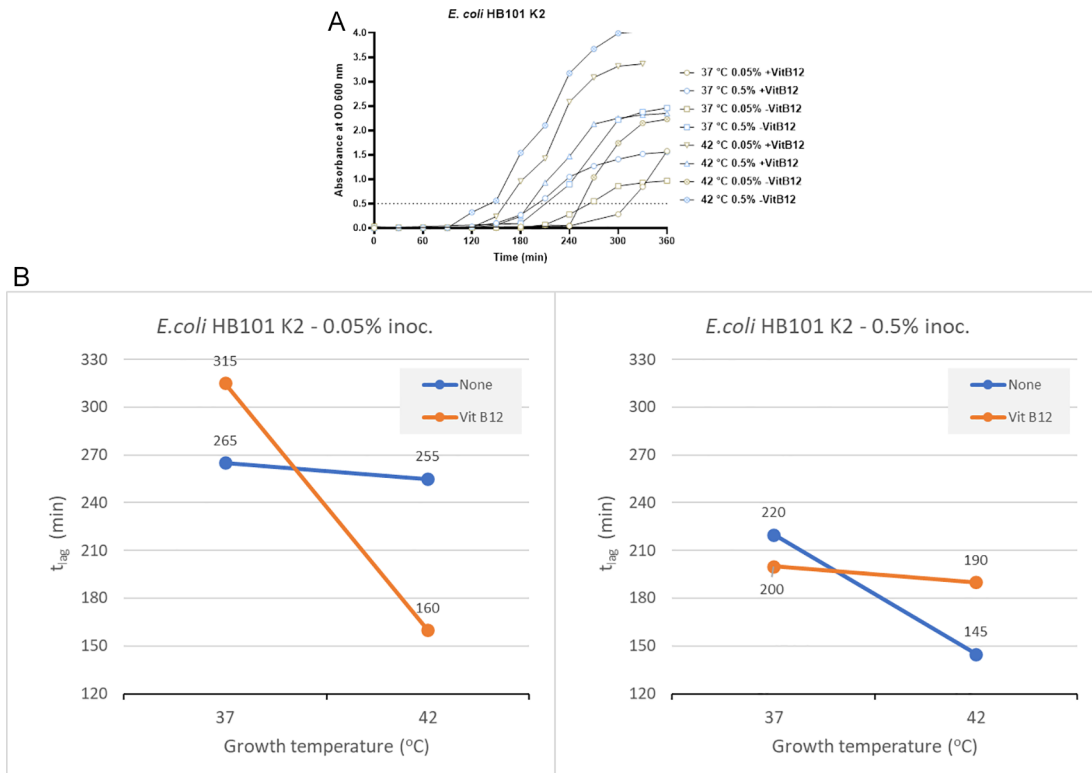 A
E. coli HB101 K2
Absorbance at OD 600 nm
4.0
3.5
3.0
2.5
2.0
1.5
1.0
0.5
0.0
0 60 120 180 240 300 360
Time (min)
37 °C 0.05% +VitB12
37 °C 0.5% +VitB12
37 °C 0.05% -VitB12
37 °C 0.5% -VitB12
42 °C 0.05% +VitB12
42 °C 0.5% +VitB12
42 °C 0.05% -VitB12
42 °C 0.5% -VitB12
B
E.coli HB101 K2 - 0.05% inoc.
tlag (min)
330
300
270
240
210
180
150
120
315
265
255
160
None
Vit B12
37 42
Growth temperature (oC)
E.coli HB101 K2 - 0.5% inoc.
tlag (min)
330
300
270
240
210
180
150
120
220
200
190
145
None
Vit B12
37 42
Growth temperature (oC)